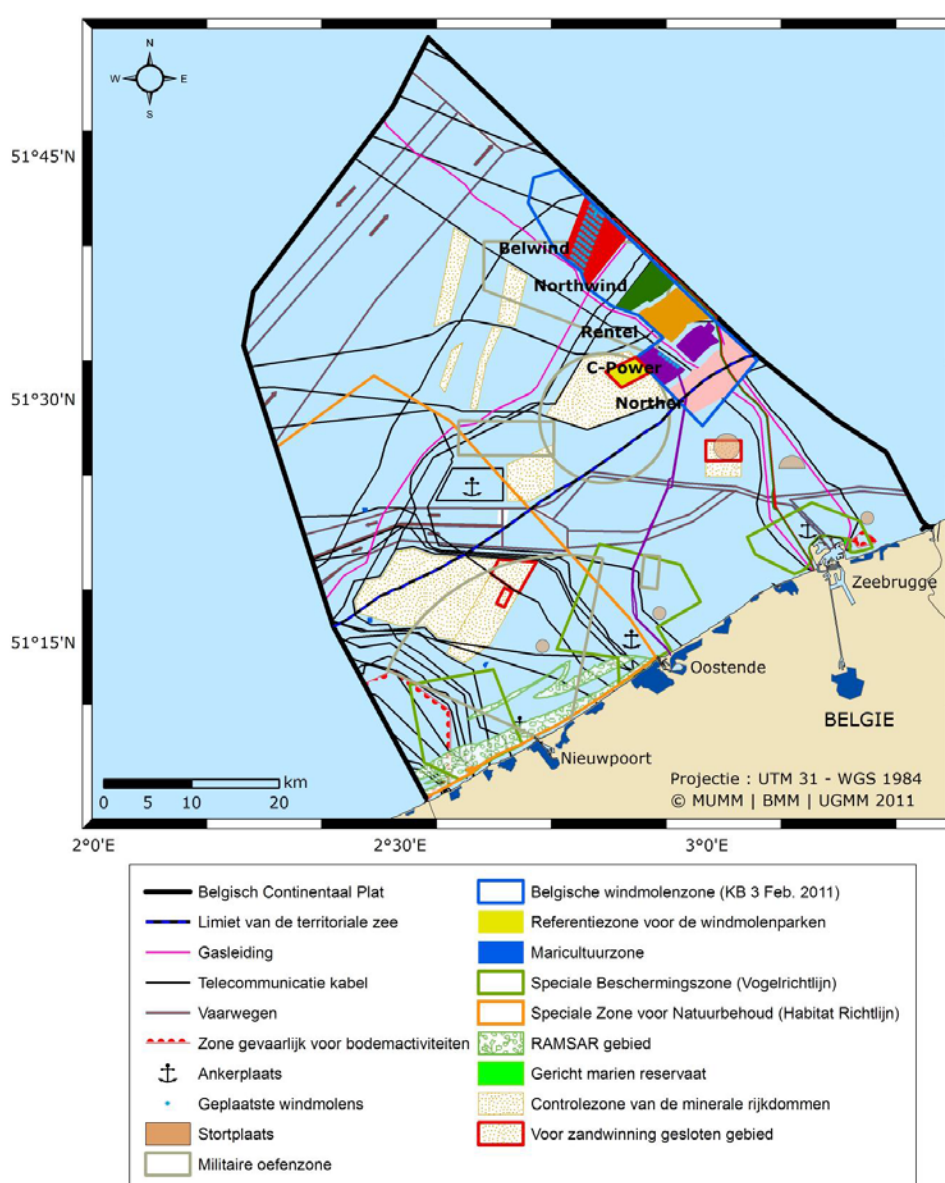 N
W E
S
51°45'N
Belwind
Northwind
Rentel
C-Power
51°30'N
Norther
Zeebrugge
51°15'N
Oostende
BELGIE
Nieuwpoort
km
0 5 10 20
Projectie : UTM 31 - WGS 1984
© MUMM | BMM | UGMM 2011
2°0'E 2°30'E 3°0'E
Belgisch Continentaal Plat
Limiet van de territoriale zee
Gasleiding
Telecommunicatie kabel
Vaarwegen
Zone gevaarlijk voor bodemactiviteiten
Ankerplaats
Geplaatste windmolens
Stortplaats
Militaire oefenzone
Belgische windmolenzone (KB 3 Feb. 2011)
Referentiezone voor de windmolenparken
Maricultuurzone
Speciale Beschermingszone (Vogelrichtlijn)
Speciale Zone voor Natuurbehoud (Habitat Richtlijn)
RAMSAR gebied
Gericht marien reservaat
Controlezone van de minerale rijkdommen
Voor zandwinning gesloten gebied